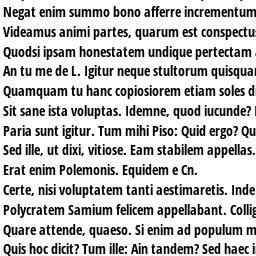 Negat enim summo bono afferre incrementum
Videamus animi partes, quarum est conspectu
Quodsi ipsam honestatem undique pertectam
An tu me de L. Igitur neque stultorum quisqua
Quamquam tu hanc copiosiorem etiam soles di
Sit sane ista voluptas. Idemne, quod iucunde?
Paria sunt igitur. Tum mihi Piso: Quid ergo? Qu
Sed ille, ut dixi, vitiose. Eam stabilem appellas.
Erat enim Polemonis. Equidem e Cn.
Certe, nisi voluptatem tanti aestimaretis. Inde
Polycratem Samium felicem appellabant. Collig
Quare attende, quaeso. Si enim ad populum m
Quis hoc dicit? Tum ille: Ain tandem? Sed haec i